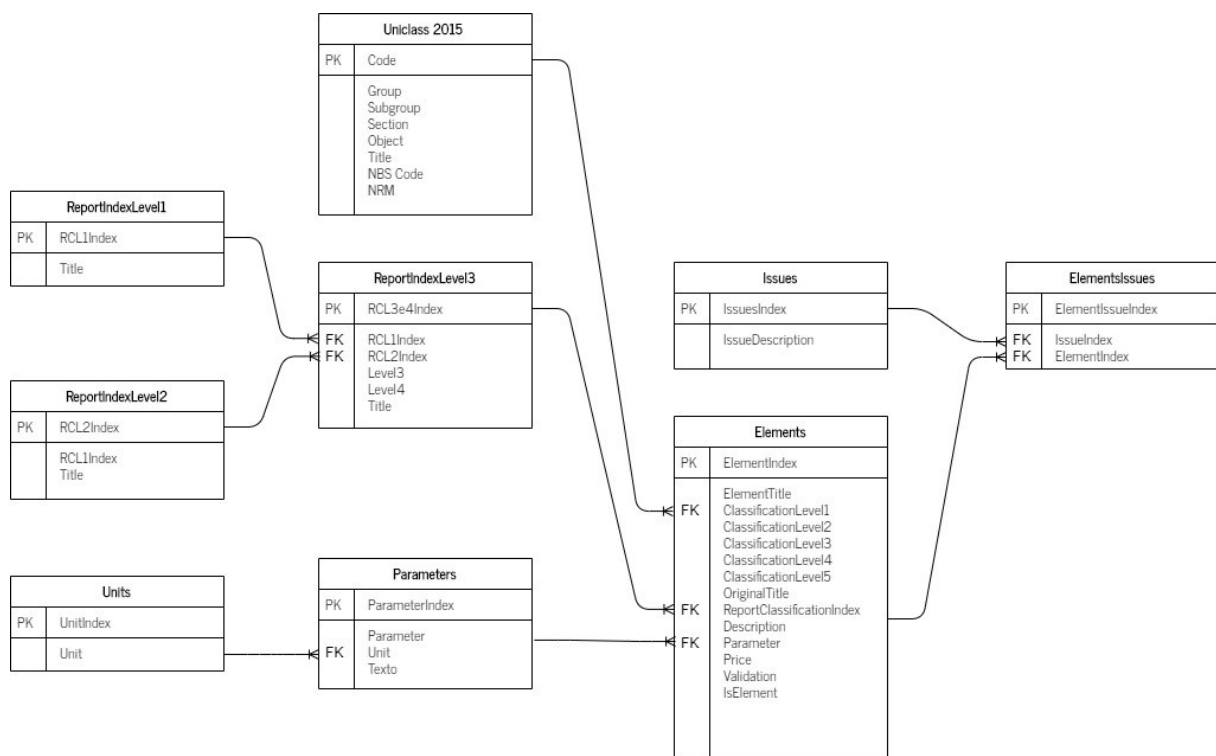 Uniclass 2015
PK Code
Group
Subgroup
Section
Object
Title
NBS Code
NRM
ReportIndexLevel1
PK RCL1Index
Title
ReportIndexLevel3
PK RCL3e4Index
FK RCL1Index
FK RCL2Index
Level3
Level4
Title
Issues
PK IssuesIndex
IssueDescription
ElementsIssues
PK ElementIssueIndex
FK IssueIndex
FK ElementIndex
ReportIndexLevel2
PK RCL2Index
RCL1Index
Title
Elements
PK ElementIndex
ElementTitle
FK ClassificationLevel1
ClassificationLevel2
ClassificationLevel3
ClassificationLevel4
ClassificationLevel5
OriginalTitle
FK ReportClassificationIndex
Description
FK Parameter
Price
Validation
IsElement
Units
PK UnitIndex
Unit
Parameters
PK ParameterIndex
Parameter
FK Unit
Texto